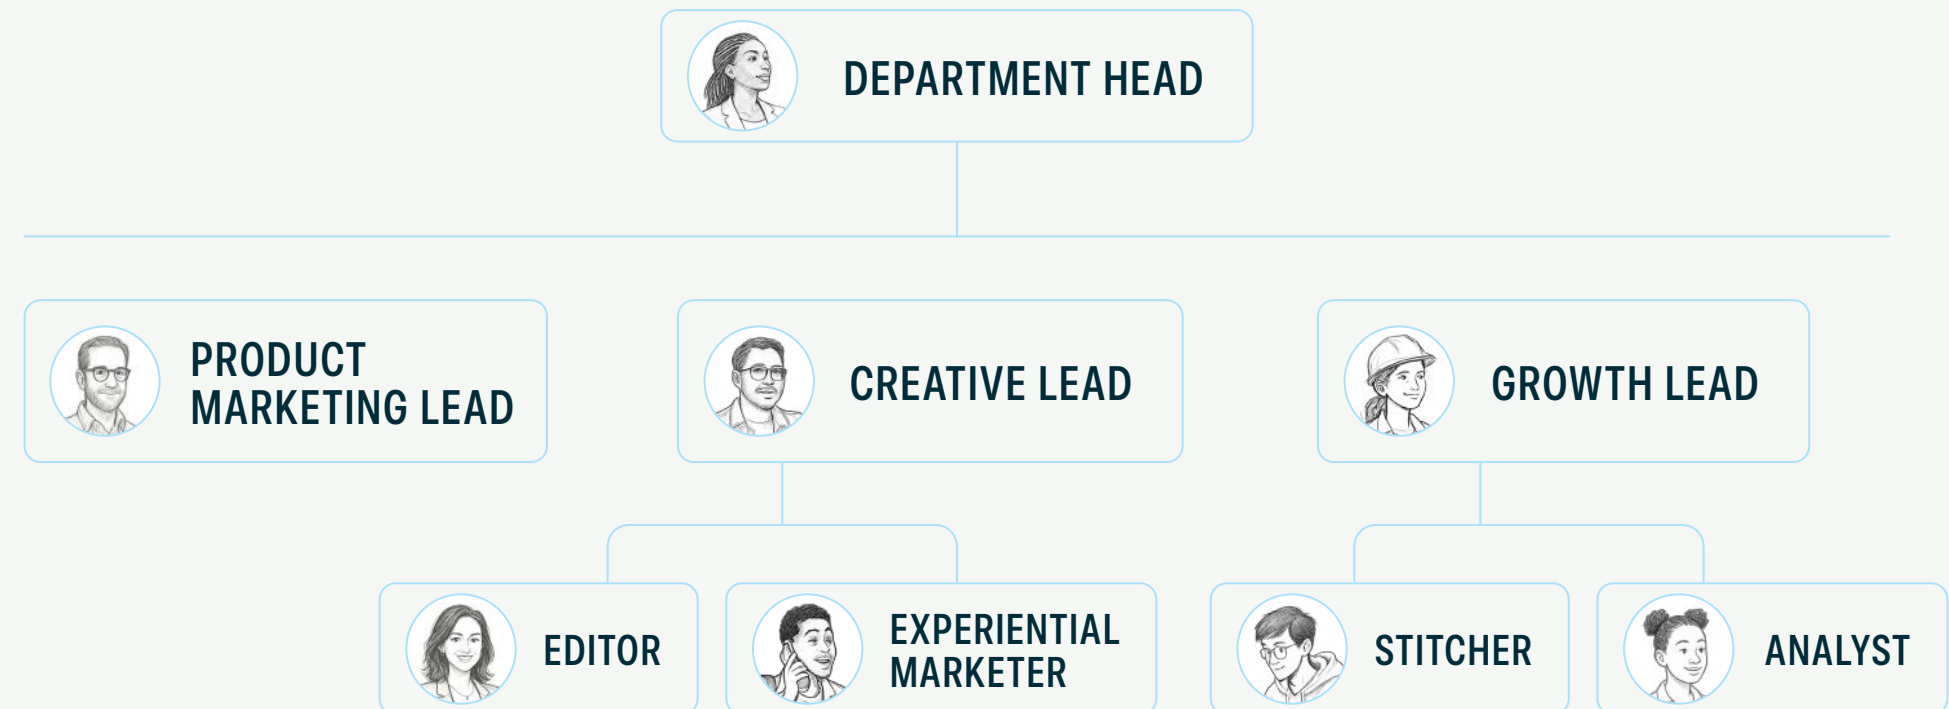 DEPARTMENT HEAD
PRODUCT
MARKETING LEAD
CREATIVE LEAD
GROWTH LEAD
EDITOR
EXPERIENTIAL
MARKETER
STITCHER
ANALYST